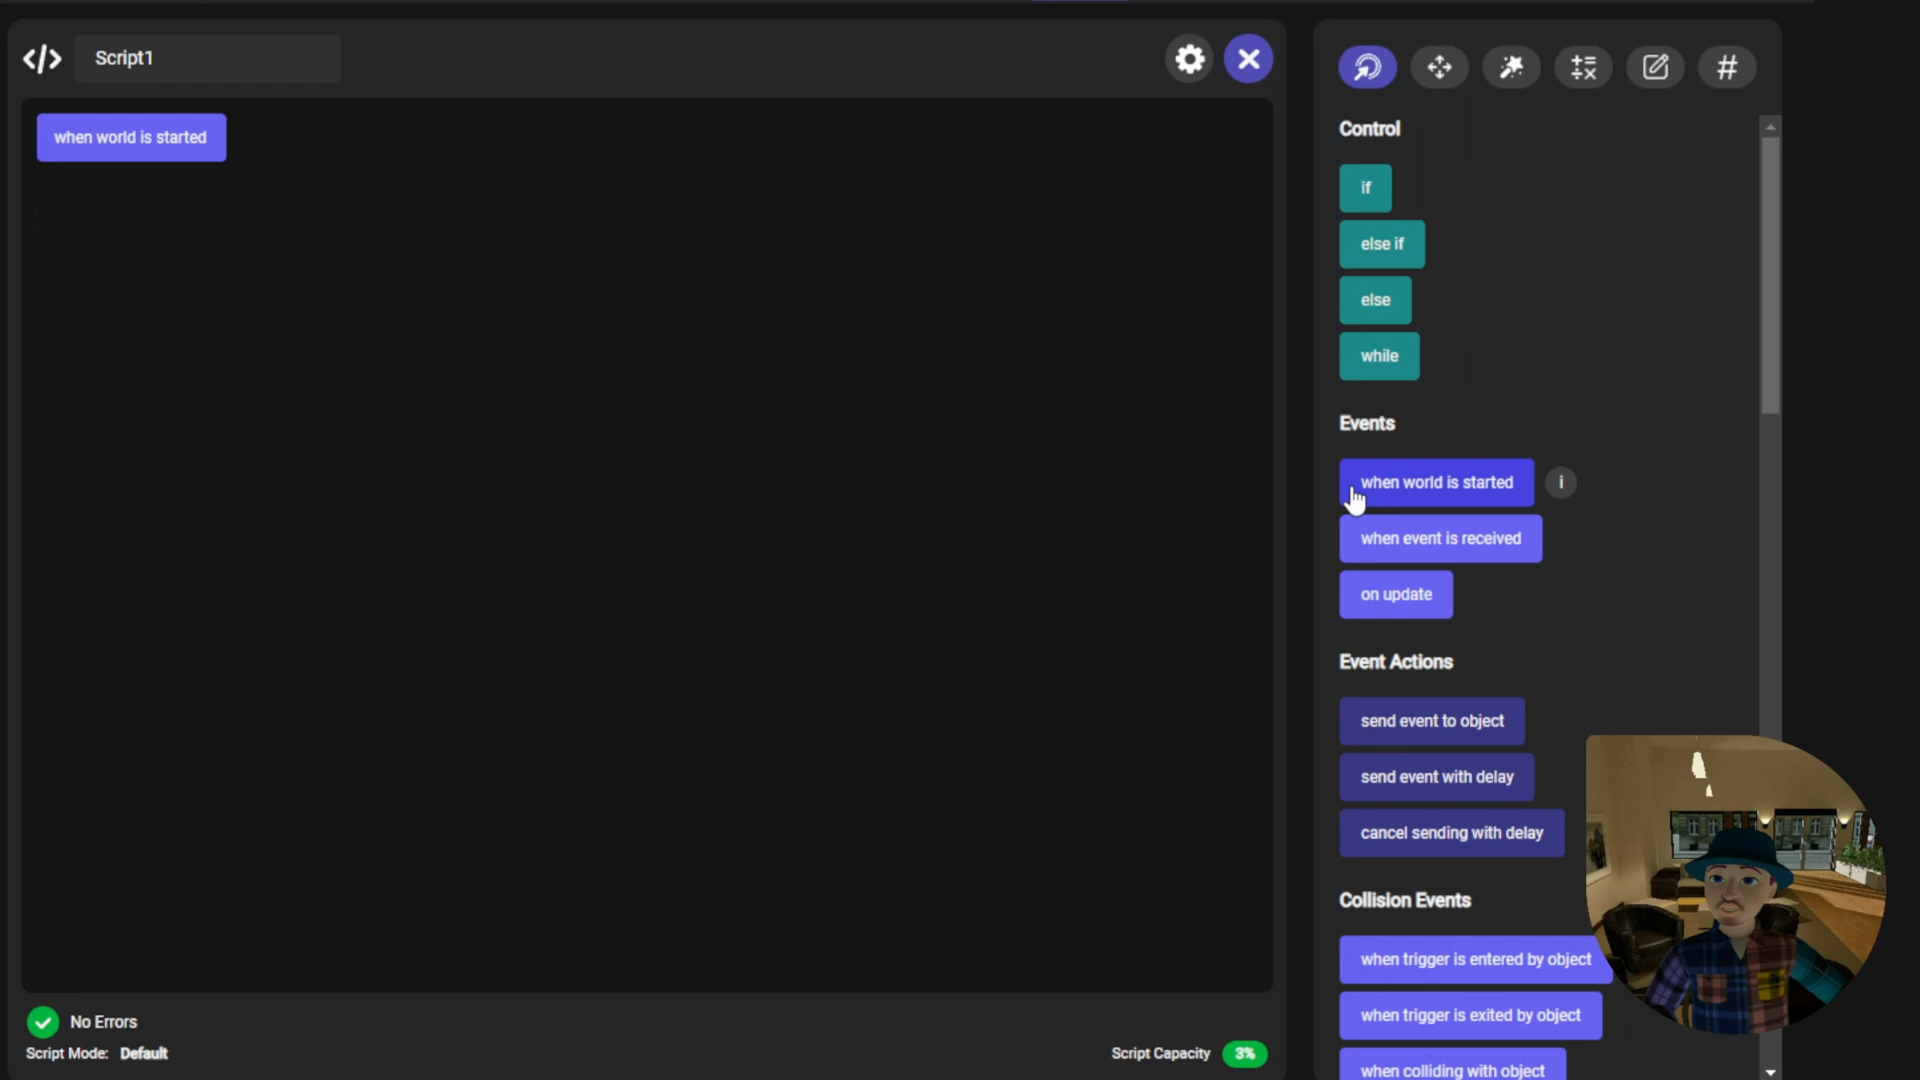 Script1
when world is started
No Errors
Script Mode: Default
Script Capacity 3%
#
Control
if
else if
else
while
Events
when world is started
i
when event is received
on update
Event Actions
send event to object
send event with delay
cancel sending with delay
Collision Events
when trigger is entered by object
when trigger is exited by object
when colliding with object